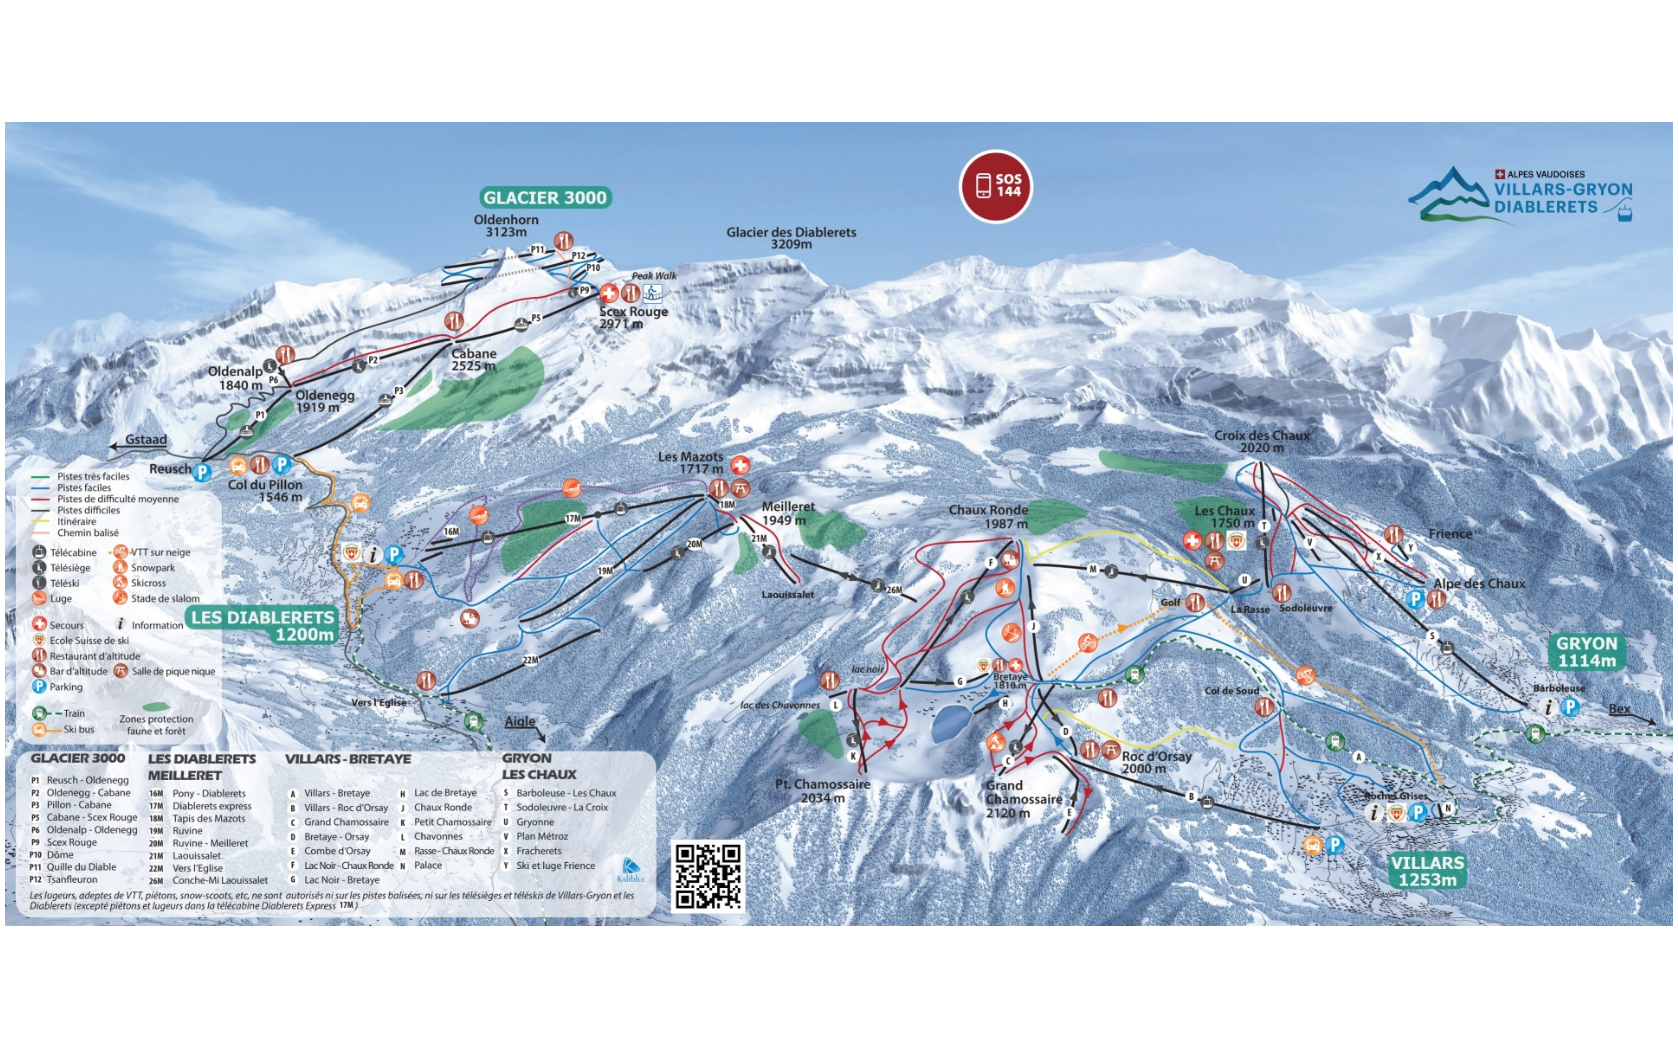 SOS
144
ALPES VAUDOISES
VILLARS-GRYON
DIABLERETS
GLACIER 3000
Oldenhorn
3123m
P11
P12
P10
P9
Peak Walk
Scex Rouge
2971 m
Glacier des Diablerets
3209m
P5
Cabane
2525 m
P2
P3
Oldenalp
1840 m
P6
Oldenegg
1919 m
P1
Gstaad
Reusch
P
P
Col du Pillon
1546 m
Pistes très faciles
Pistes faciles
Pistes de difficulté moyenne
Pistes difficiles
Itinéraire
Chemin balisé
Télécabine
VTT sur neige
Télésiège
Snowpark
Téléski
Skicross
Luge
Stade de slalom
Secours
i Information
Ecole Suisse de ski
Restaurant d'altitude
Bar d'altitude
Salle de pique nique
P Parking
Train
Ski bus
Zones protection
faune et forêt
LES DIABLERETS
1200m
i P
Les Mazots
1717 m
16M
17M
18M
19M
20M
21M
22M
26M
Meilleret
1949 m
Laouissalet
Vers l'Eglise
Aigle
Chaux Ronde
1987 m
F
M
J
G
H
L
K
C
D
E
B
A
N
S
T
U
V
X
Y
lac noir
lac des Chavonnes
Bretaye
1810 m
Pt. Chamossaire
2034 m
Grand
Chamossaire
2120 m
Roc d'Orsay
2000 m
Croix des Chaux
2020 m
Les Chaux
1750 m
Frience
Alpe des Chaux
P
Golf
La Rasse
Sodoleuvre
Col de Soud
GRYON
1114m
Barboleuse
i P
Bex
Roches Grises
i P
P
VILLARS
1253m
GLACIER 3000
P1 Reusch - Oldenegg
P2 Oldenegg - Cabane
P3 Pillon - Cabane
P5 Cabane - Scex Rouge
P6 Oldenalp - Oldenegg
P9 Scex Rouge
P10 Dôme
P11 Quille du Diable
P12 Tsanfleuron
LES DIABLERETS
MEILLERET
16M Pony - Diablerets
17M Diablerets express
18M Tapis des Mazots
19M Ruvine
20M Ruvine - Meilleret
21M Laouissalet
22M Vers l'Eglise
26M Conche-Mi Laouissalet
VILLARS - BRETAYE
A Villars - Bretaye
B Villars - Roc d'Orsay
C Grand Chamossaire
D Bretaye - Orsay
E Combe d'Orsay
F Lac Noir - Chaux Ronde
G Lac Noir - Bretaye
H Lac de Bretaye
J Chaux Ronde
K Petit Chamossaire
L Chavonnes
M Rasse - Chaux Ronde
N Palace
GRYON
LES CHAUX
S Barboleuse - Les Chaux
T Sodoleuvre - La Croix
U Gryonne
V Plan Métroz
X Fracherets
Y Ski et luge Frience
Kaliblue
Les lugeurs, adeptes de VTT, piétons, snow-scoots, etc, ne sont autorisés ni sur les pistes balisées, ni sur les télésièges et téléskis de Villars-Gryon et les
Diablerets (excepté piétons et lugeurs dans la télécabine Diablerets Express 17M)